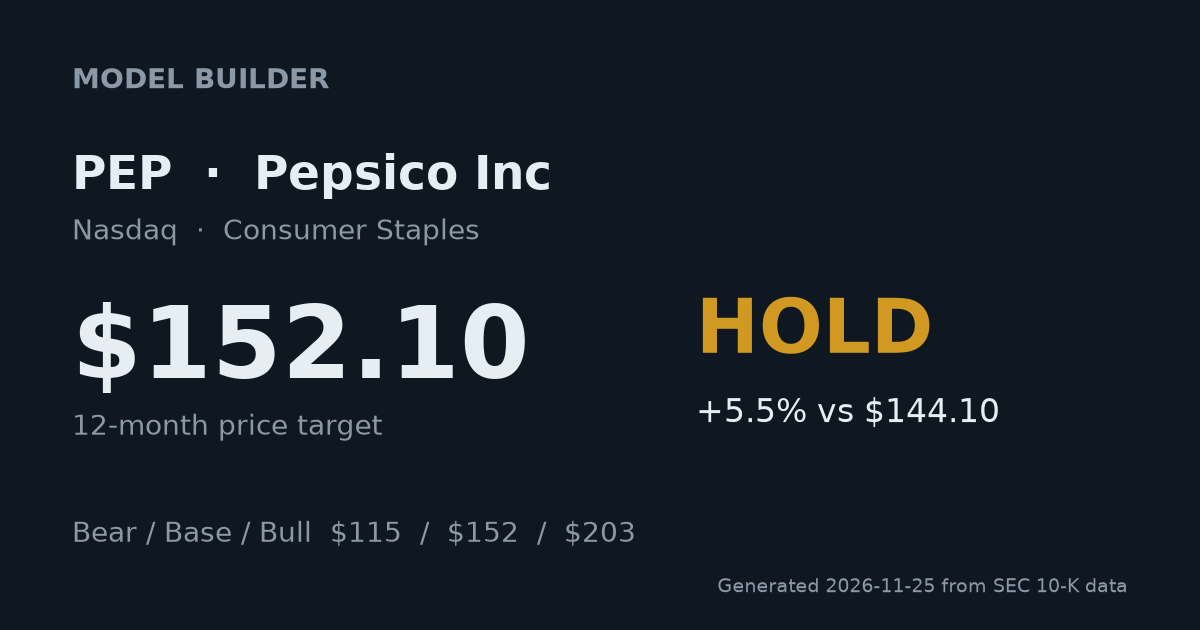 MODEL BUILDER
PEP · Pepsico Inc
Nasdaq · Consumer Staples
$152.10
HOLD
12-month price target
+5.5% vs $144.10
Bear / Base / Bull $115 / $152 / $203
Generated 2026-11-25 from SEC 10-K data